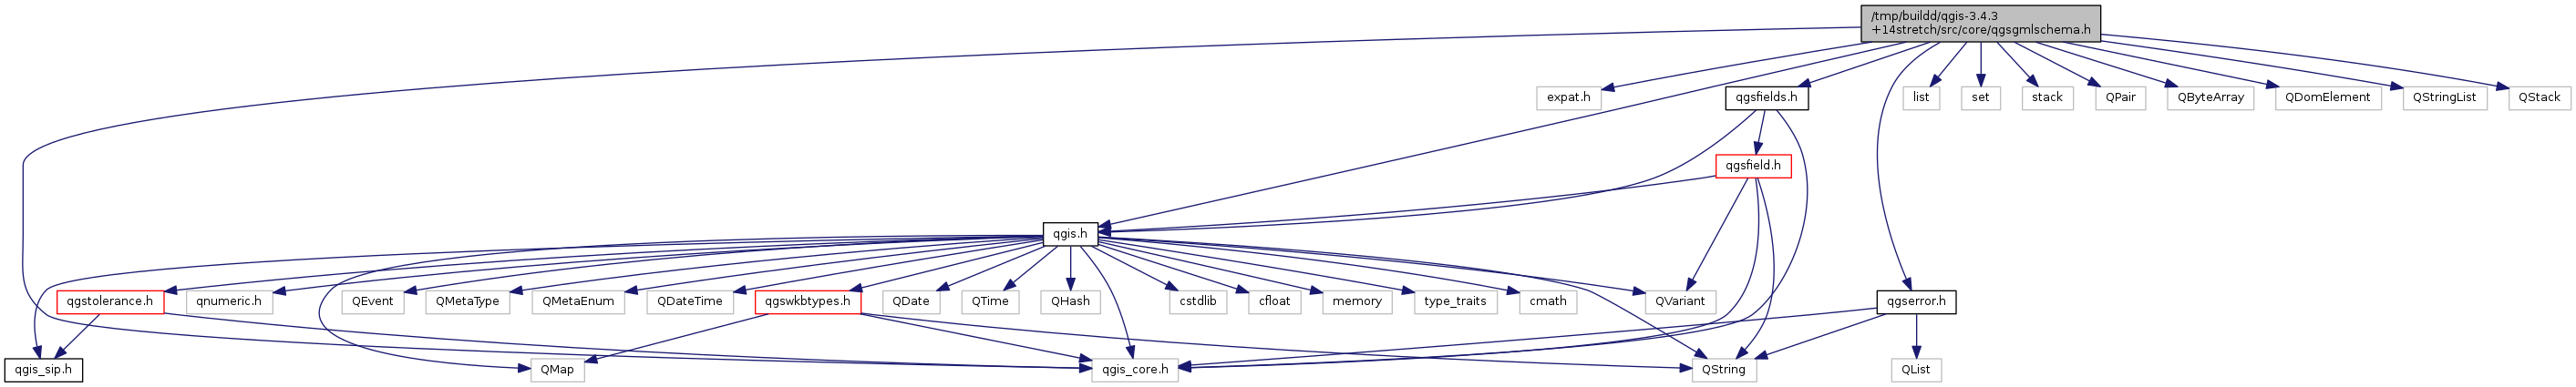 /tmp/buildd/qgis-3.4.3
+14stretch/src/core/qgsgmlschema.h
expat.h
qgsfields.h
list
set
stack
QPair
QByteArray
QDomElement
QStringList
QStack
qgsfield.h
qgis.h
qgstolerance.h
qnumeric.h
QEvent
QMetaType
QMetaEnum
QDateTime
qgswkbtypes.h
QDate
QTime
QHash
cstdlib
cfloat
memory
type_traits
cmath
QVariant
qgserror.h
qgis_sip.h
QMap
qgis_core.h
QString
QList